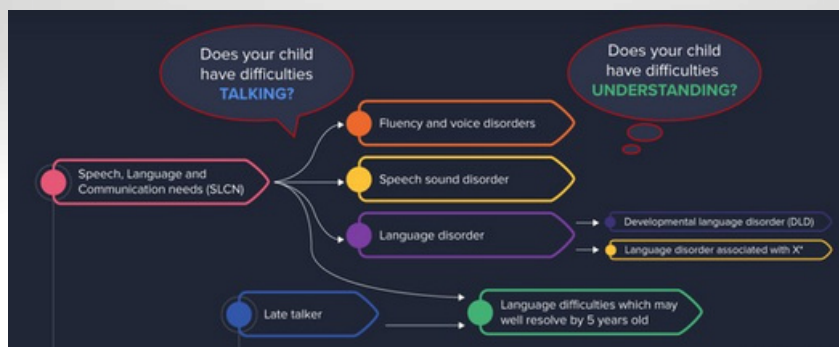 Does your child
have difficulties
TALKING?
Does your child
have difficulties
UNDERSTANDING?
Fluency and voice disorders
Speech, Language and
Communication needs (SLCN)
Speech sound disorder
Language disorder
Developmental language disorder (DLD)
Language disorder associated with X*
Late talker
Language difficulties which may
well resolve by 5 years old